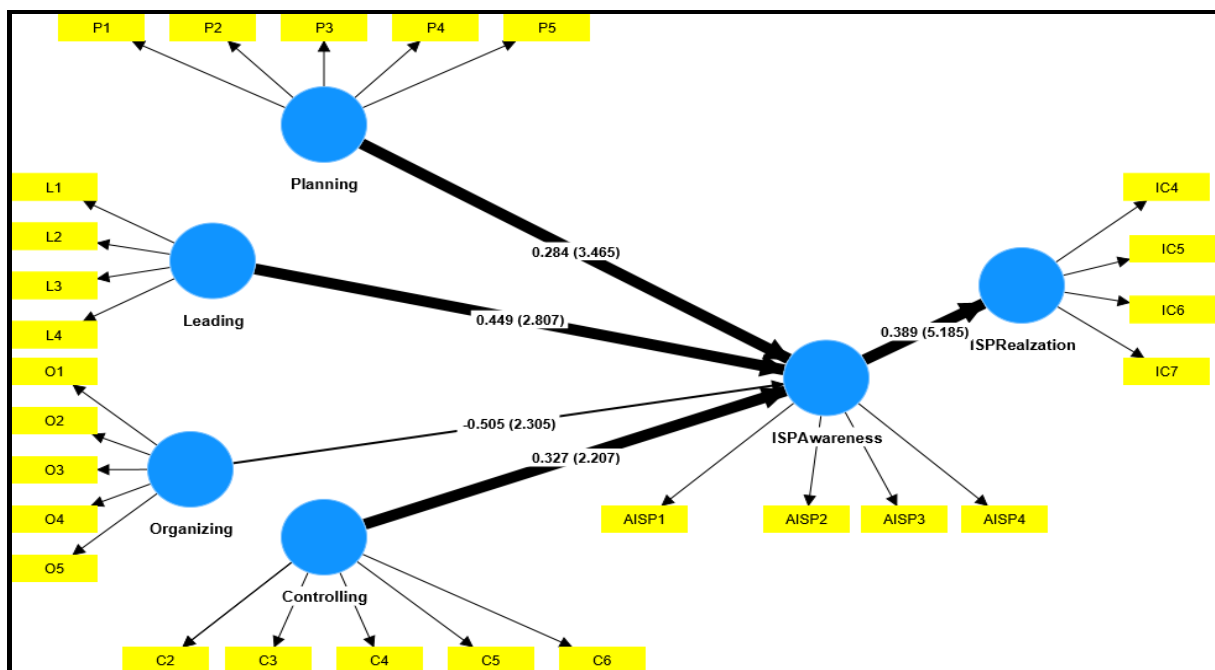 P1 P2 P3 P4 P5
Planning
L1
L2
L3
L4
Leading
O1
O2
O3
O4
O5
Organizing
Controlling
C2 C3 C4 C5 C6
0.284 (3.465)
0.449 (2.807)
-0.505 (2.305)
0.327 (2.207)
ISPAwareness
AISP1 AISP2 AISP3 AISP4
0.389 (5.185)
ISPRealzation
IC4
IC5
IC6
IC7